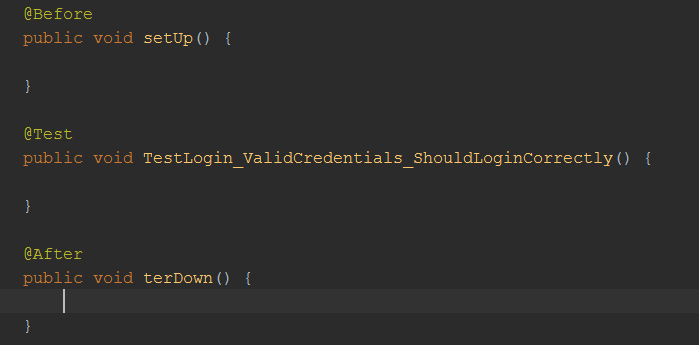 @Before
public void setUp() {
}
@Test
public void TestLogin_ValidCredentials_ShouldLoginCorrectly() {
}
@After
public void terDown() {
}